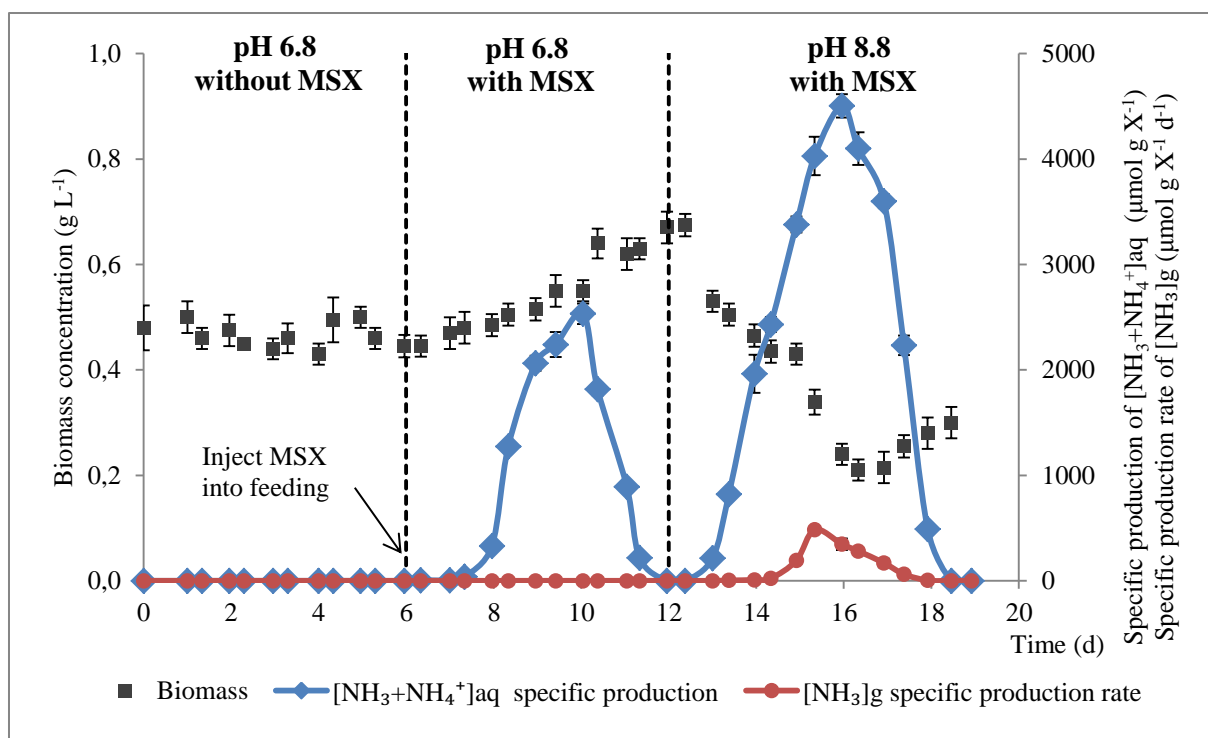 pH 6.8
without MSX
pH 6.8
with MSX
pH 8.8
with MSX
1,0
0,8
0,6
0,4
0,2
0,0
Biomass concentration (g L⁻¹)
Inject MSX
into feeding
5000
4000
3000
2000
1000
0
Specific production of [NH₃+NH₄⁺]aq (µmol g X⁻¹)
Specific production rate of [NH₃]g (µmol g X⁻¹ d⁻¹)
0 2 4 6 8 10 12 14 16 18 20
Time (d)
Biomass [NH₃+NH₄⁺]aq specific production [NH₃]g specific production rate